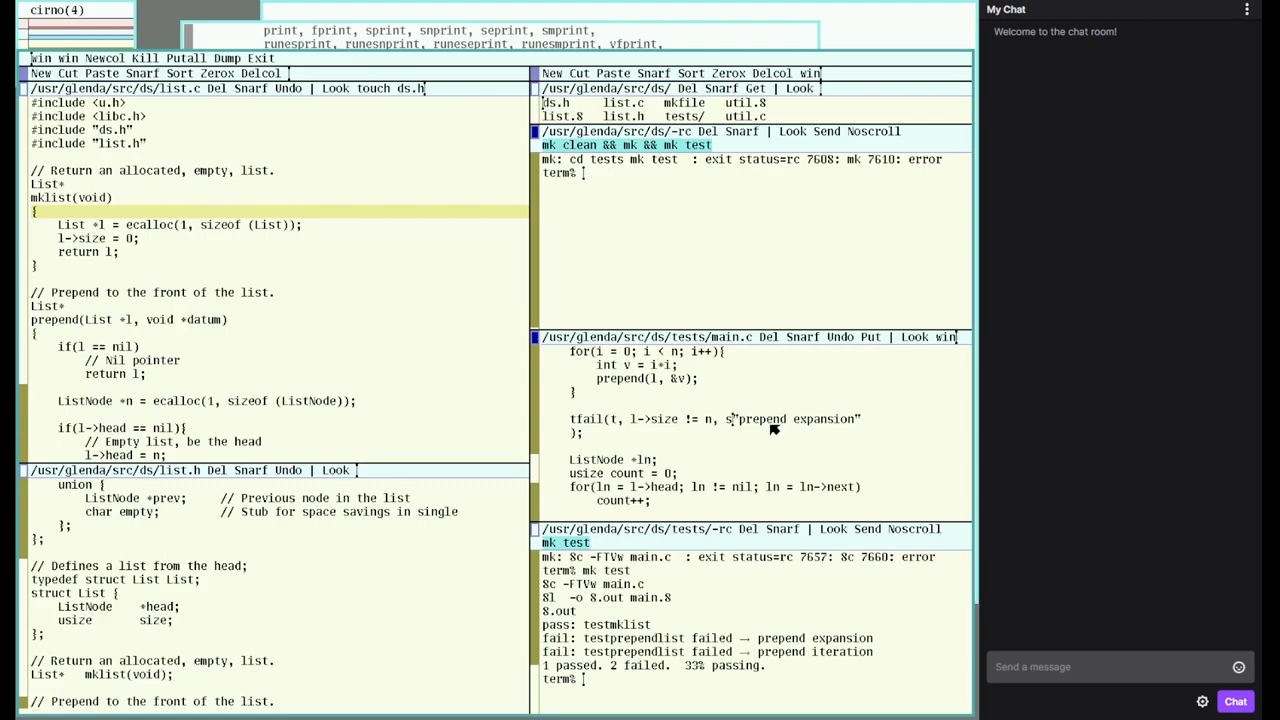 cirno(4)
print, fprint, sprint, snprint, seprint, smprint,
runesprint, runesnprint, runeseprint, runesmprint, vfprint,
win win Newcol Kill Putall Dump Exit
New Cut Paste Snarf Sort Zerox Delcol
/usr/glenda/src/ds/list.c Del Snarf Undo | Look touch ds.h
#include <u.h>
#include <libc.h>
#include "ds.h"
#include "list.h"
// Return an allocated, empty, list.
List*
mklist(void)
{
List *l = ecalloc(1, sizeof (List));
l->size = 0;
return l;
}
// Prepend to the front of the list.
List*
prepend(List *l, void *datum)
{
if(l == nil)
// Nil pointer
return l;
ListNode *n = ecalloc(1, sizeof (ListNode));
if(l->head == nil){
// Empty list, be the head
l->head = n;
/usr/glenda/src/ds/list.h Del Snarf Undo | Look
union {
ListNode *prev; // Previous node in the list
char empty; // Stub for space savings in single
};
};
// Defines a list from the head;
typedef struct List List;
struct List {
ListNode *head;
usize size;
};
// Return an allocated, empty, list.
List* mklist(void);
// Prepend to the front of the list.
New Cut Paste Snarf Sort Zerox Delcol win
/usr/glenda/src/ds/ Del Snarf Get | Look
ds.h list.c mkfile util.8
list.8 list.h tests/ util.c
/usr/glenda/src/ds/-rc Del Snarf | Look Send Noscroll
mk clean && mk && mk test
mk: cd tests mk test : exit status=rc 7608: mk 7610: error
term%
/usr/glenda/src/ds/tests/main.c Del Snarf Undo Put | Look win
for(i = 0; i < n; i++){
int v = i*i;
prepend(l, &v);
}
tfail(t, l->size != n, s"prepend expansion"
);
ListNode *ln;
usize count = 0;
for(ln = l->head; ln != nil; ln = ln->next)
count++;
/usr/glenda/src/ds/tests/-rc Del Snarf | Look Send Noscroll
mk test
mk: 8c -FTVw main.c : exit status=rc 7657: 8c 7660: error
term% mk test
8c -FTVw main.c
8l -o 8.out main.8
8.out
pass: testmklist
fail: testprependlist failed → prepend expansion
fail: testprependlist failed → prepend iteration
1 passed. 2 failed. 33% passing.
term%
My Chat
Welcome to the chat room!
Send a message
Chat